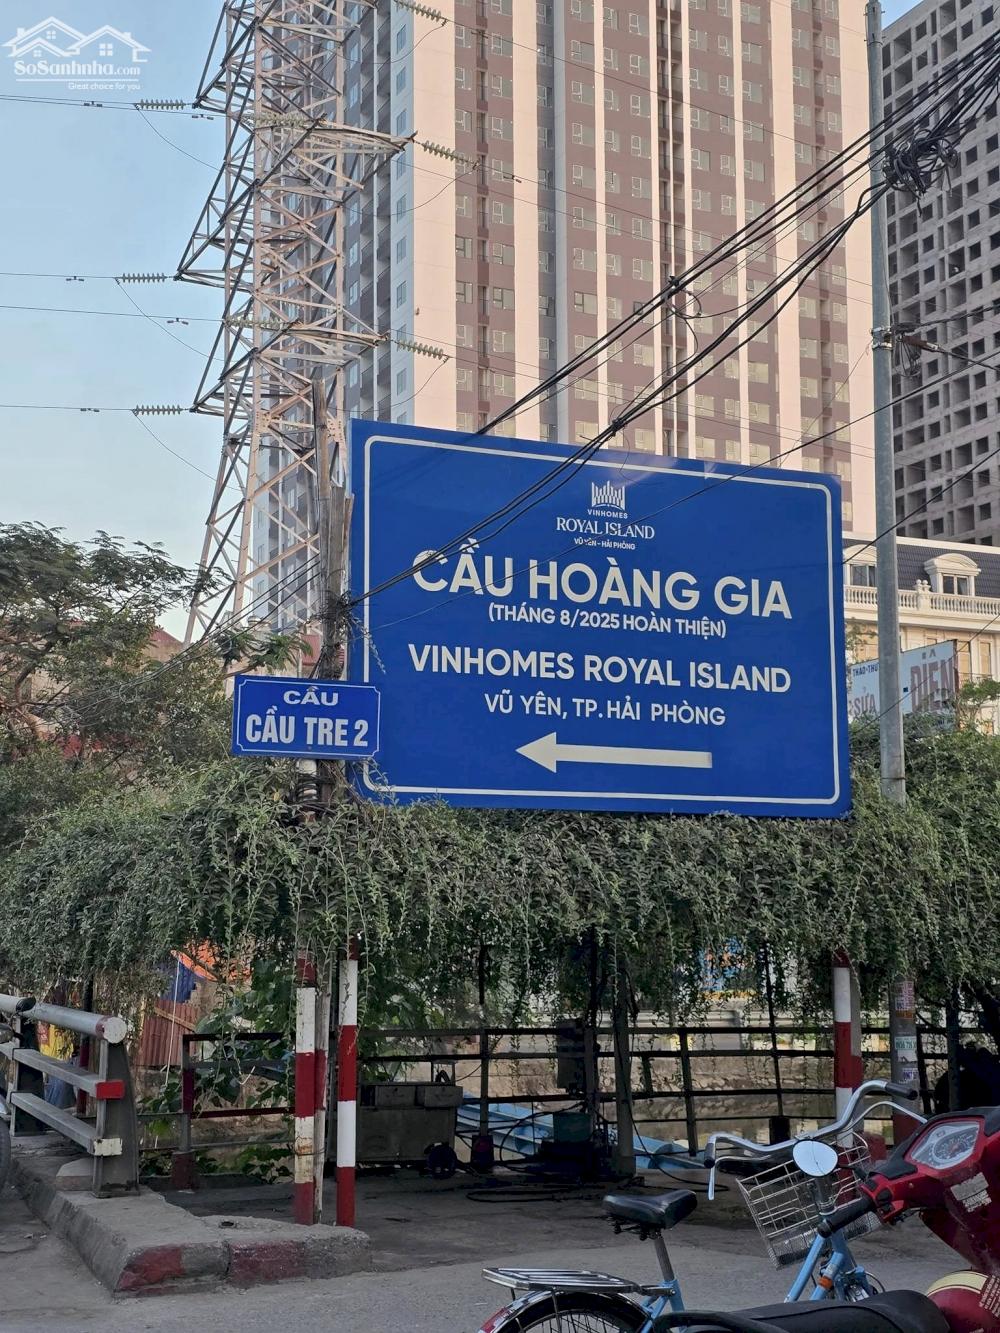 SoSanhnha.com
Great choice for you
VINHOMES
ROYAL ISLAND
VŨ YÊN - HẢI PHÒNG
CẦU HOÀNG GIA
(THÁNG 8/2025 HOÀN THIỆN)
VINHOMES ROYAL ISLAND
VŨ YÊN, TP.HẢI PHÒNG
CẦU
CẦU TRE 2
SỬA
ĐIỆN